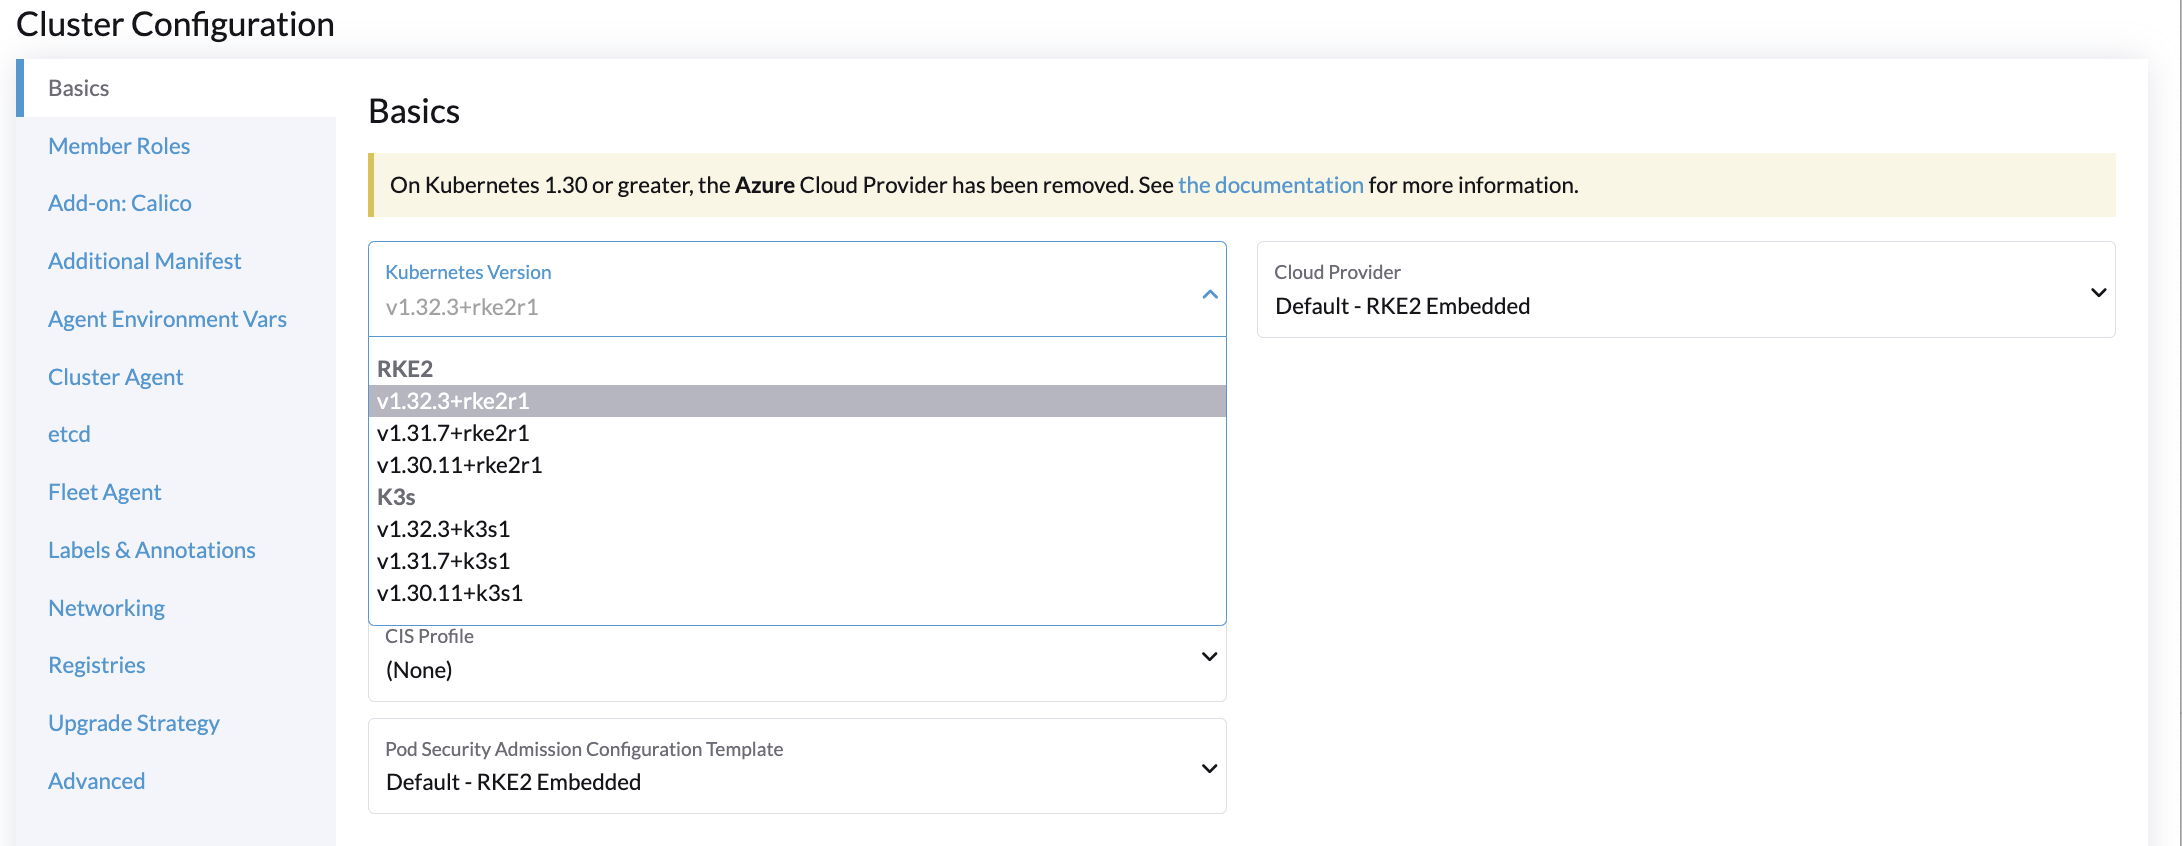 Cluster Configuration
Basics
Member Roles
Add-on: Calico
Additional Manifest
Agent Environment Vars
Cluster Agent
etcd
Fleet Agent
Labels & Annotations
Networking
Registries
Upgrade Strategy
Advanced
Basics
On Kubernetes 1.30 or greater, the Azure Cloud Provider has been removed. See the documentation for more information.
Kubernetes Version
v1.32.3+rke2r1
RKE2
v1.32.3+rke2r1
v1.31.7+rke2r1
v1.30.11+rke2r1
K3s
v1.32.3+k3s1
v1.31.7+k3s1
v1.30.11+k3s1
Cloud Provider
Default - RKE2 Embedded
CIS Profile
(None)
Pod Security Admission Configuration Template
Default - RKE2 Embedded